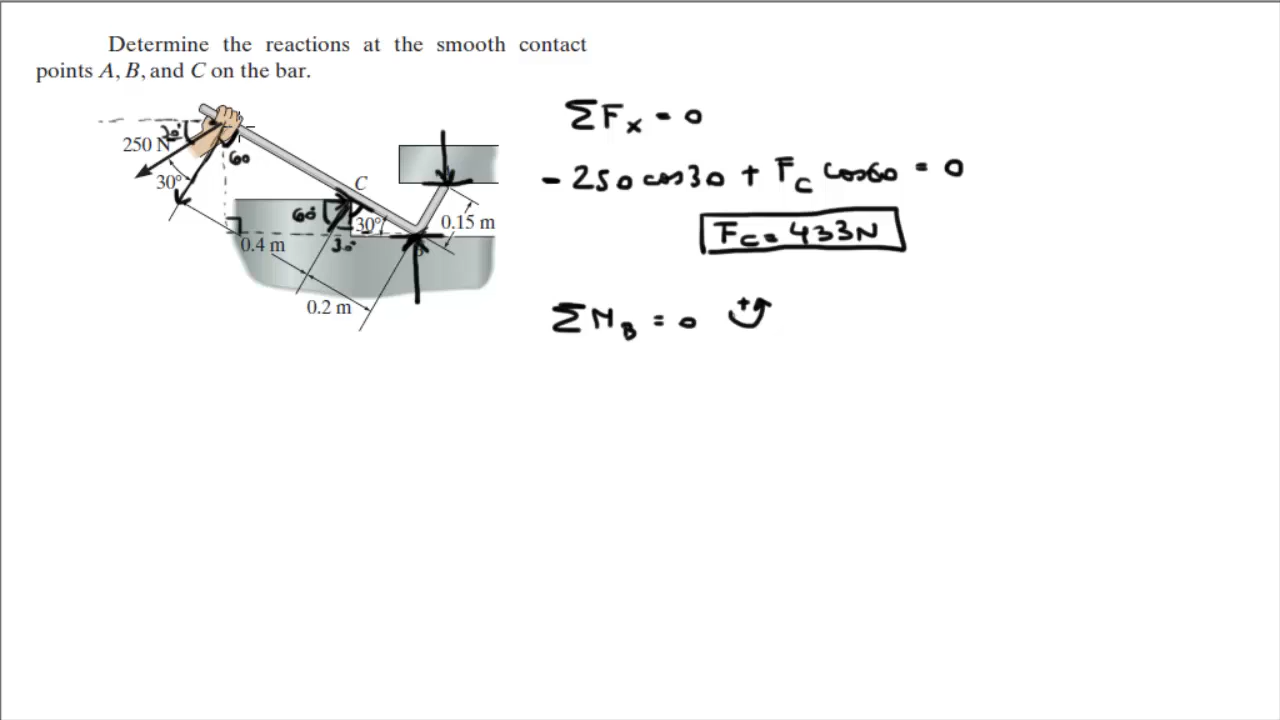 Determine the reactions at the smooth contact
points A, B, and C on the bar.
ΣFx = 0
- 250 cos30 + Fc cos60 = 0
Fc = 433N
ΣMB = 0 +
250 N
30°
60
30°
C
60°
30°
30°
0.15 m
0.4 m
0.2 m